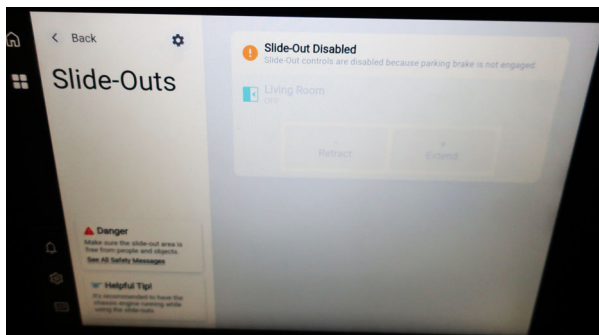 Back
Slide-Outs
Slide-Out Disabled
Slide-Out controls are disabled because parking brake is not engaged.
Living Room
Retract
Extend
Danger
Make sure the slide-out area is
free from people and objects.
See All Safety Messages
Helpful Tip!
It's recommended to have the
chassis engine running while
using the slide-outs.